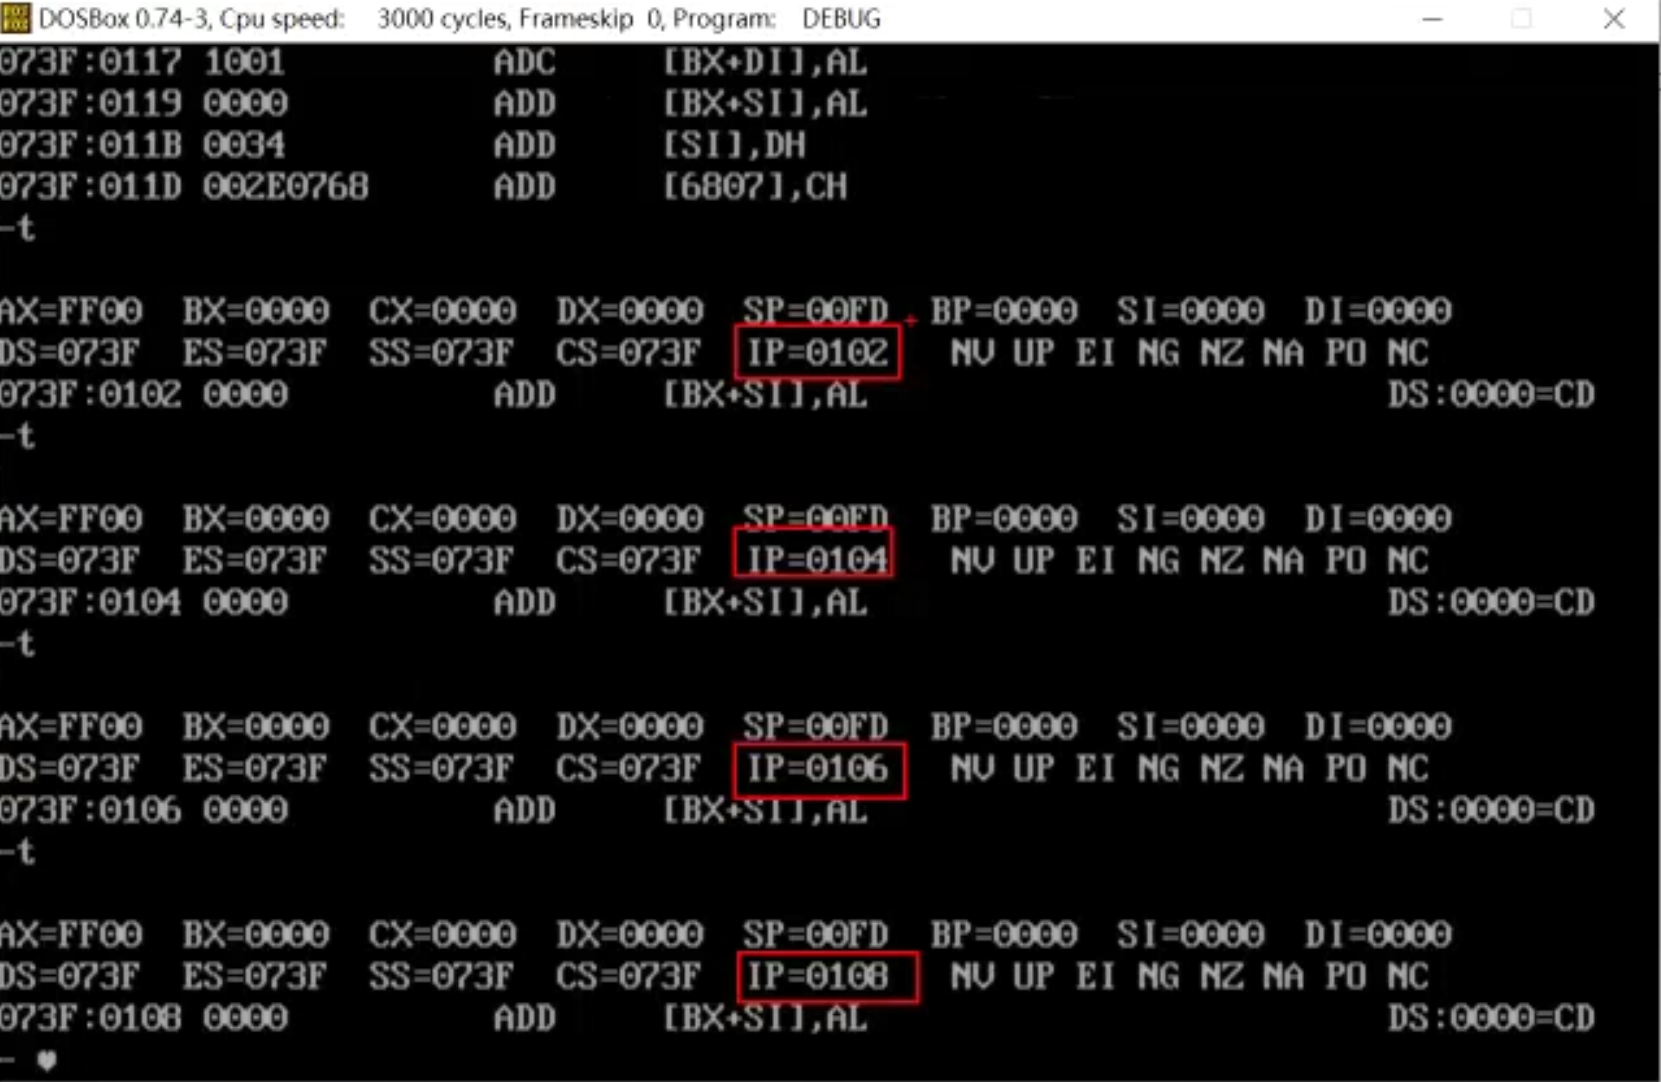 DOSBox 0.74-3, Cpu speed: 3000 cycles, Frameskip 0, Program: DEBUG
073F:0117 1001 ADC [BX+DI],AL
073F:0119 0000 ADD [BX+SI],AL
073F:011B 0034 ADD [SI],DH
073F:011D 002E0768 ADD [6807],CH
-t
AX=FF00 BX=0000 CX=0000 DX=0000 SP=00FD BP=0000 SI=0000 DI=0000
DS=073F ES=073F SS=073F CS=073F IP=0102 NV UP EI NG NZ NA PO NC
073F:0102 0000 ADD [BX+SI],AL DS:0000=CD
-t
AX=FF00 BX=0000 CX=0000 DX=0000 SP=00FD BP=0000 SI=0000 DI=0000
DS=073F ES=073F SS=073F CS=073F IP=0104 NV UP EI NG NZ NA PO NC
073F:0104 0000 ADD [BX+SI],AL DS:0000=CD
-t
AX=FF00 BX=0000 CX=0000 DX=0000 SP=00FD BP=0000 SI=0000 DI=0000
DS=073F ES=073F SS=073F CS=073F IP=0106 NV UP EI NG NZ NA PO NC
073F:0106 0000 ADD [BX+SI],AL DS:0000=CD
-t
AX=FF00 BX=0000 CX=0000 DX=0000 SP=00FD BP=0000 SI=0000 DI=0000
DS=073F ES=073F SS=073F CS=073F IP=0108 NV UP EI NG NZ NA PO NC
073F:0108 0000 ADD [BX+SI],AL DS:0000=CD
- ♥